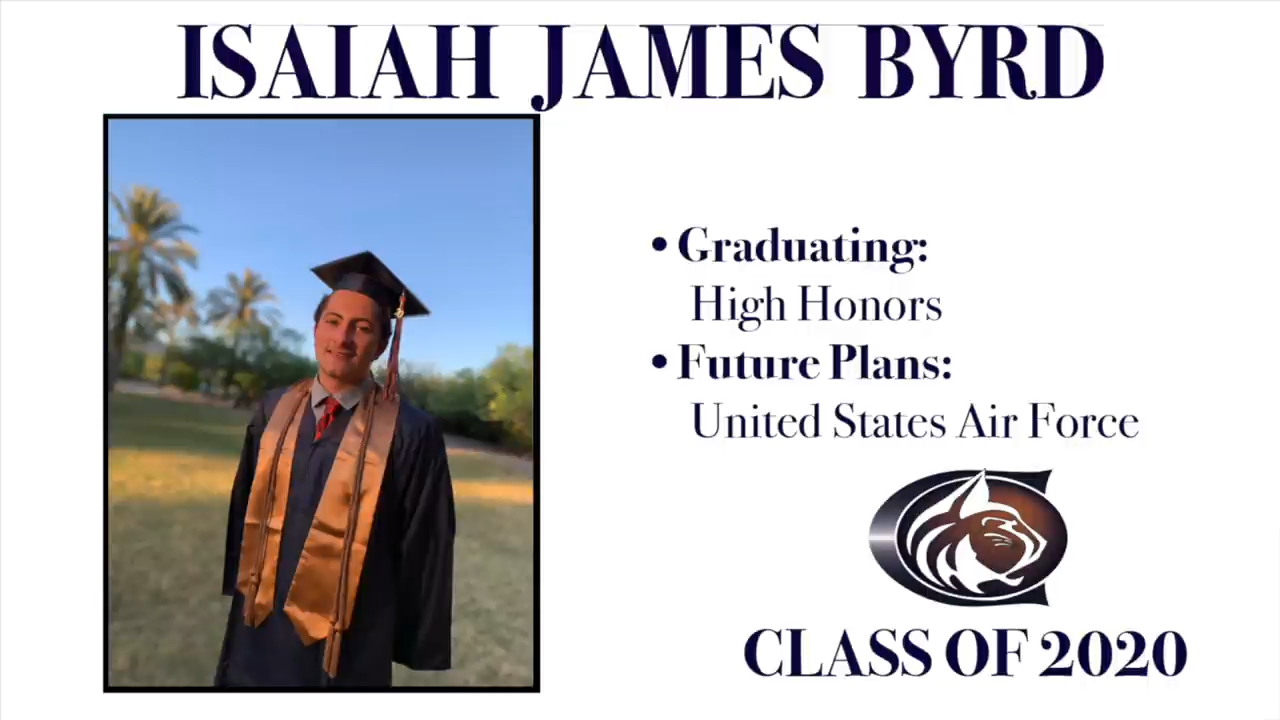 ISAIAH JAMES BYRD
• Graduating:
High Honors
• Future Plans:
United States Air Force
CLASS OF 2020